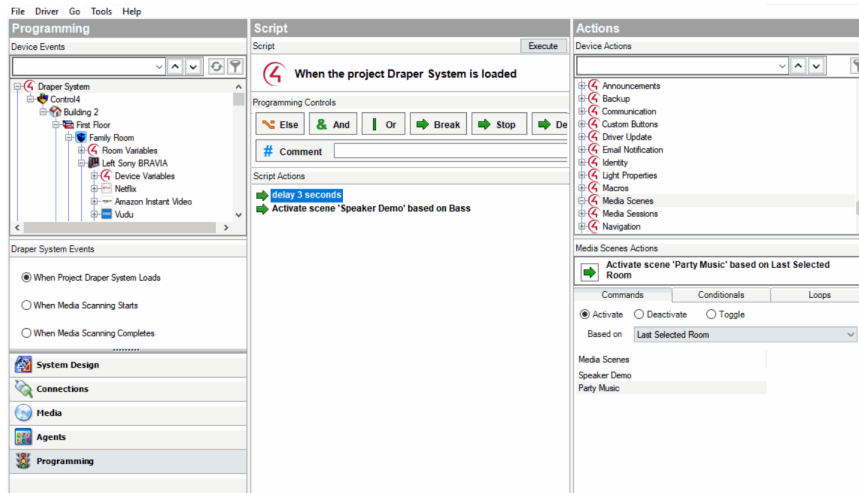 File Driver Go Tools Help
Programming
Device Events
Draper System
Control4
Building 2
First Floor
Family Room
Room Variables
Left Sony BRAVIA
Device Variables
Netflix
Amazon Instant Video
Vudu
Draper System Events
When Project Draper System Loads
When Media Scanning Starts
When Media Scanning Completes
System Design
Connections
Media
Agents
Programming
Script
Script Execute
When the project Draper System is loaded
Programming Controls
Else And Or Break Stop De
# Comment
Script Actions
delay 3 seconds
Activate scene 'Speaker Demo' based on Bass
Actions
Device Actions
Announcements
Backup
Communication
Custom Buttons
Driver Update
Email Notification
Identity
Light Properties
Macros
Media Scenes
Media Sessions
Navigation
Media Scenes Actions
Activate scene 'Party Music' based on Last Selected
Room
Commands Conditionals Loops
Activate Deactivate Toggle
Based on Last Selected Room
Media Scenes
Speaker Demo
Party Music